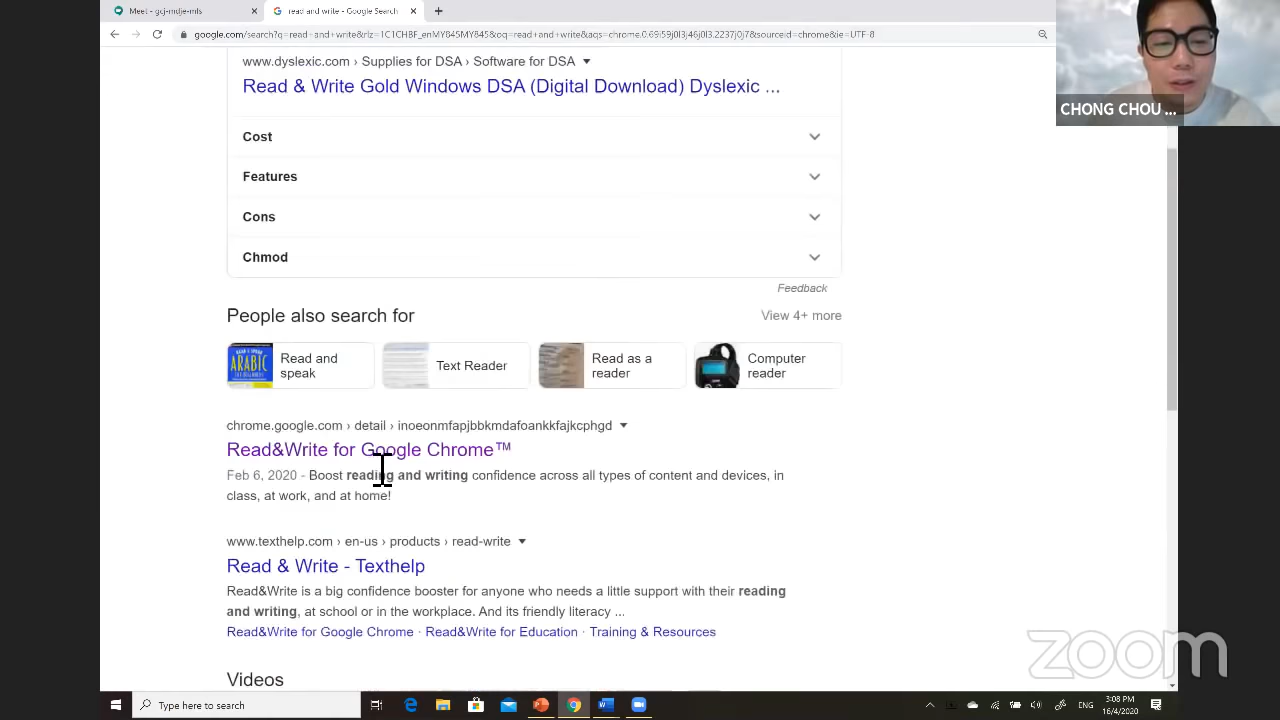 Meet - gcj-mdje-mfs
read and write - Google Search
google.com/search?q=read+and+write&rlz=1C1CHBF_enMY845MY845&oq=read+and+write&aqs=chrome.0.69i59j0l3j46j0l3.2237j0j7&sourceid=chrome&ie=UTF-8
CHONG CHOU ...
www.dyslexic.com › Supplies for DSA › Software for DSA
Read & Write Gold Windows DSA (Digital Download) Dyslexic ...
Cost
Features
Cons
Chmod
Feedback
People also search for
View 4+ more
Read and
speak
Text Reader
Read as a
reader
Computer
reader
ARABIC
chrome.google.com › detail › inoeonmfapjbbkmdafoankkfajkcphgd
Read&Write for Google Chrome™
Feb 6, 2020 - Boost reading and writing confidence across all types of content and devices, in
class, at work, and at home!
www.texthelp.com › en-us › products › read-write
Read & Write - Texthelp
Read&Write is a big confidence booster for anyone who needs a little support with their reading
and writing, at school or in the workplace. And its friendly literacy ...
Read&Write for Google Chrome · Read&Write for Education · Training & Resources
Videos
zoom
Type here to search
ENG
3:08 PM
16/4/2020